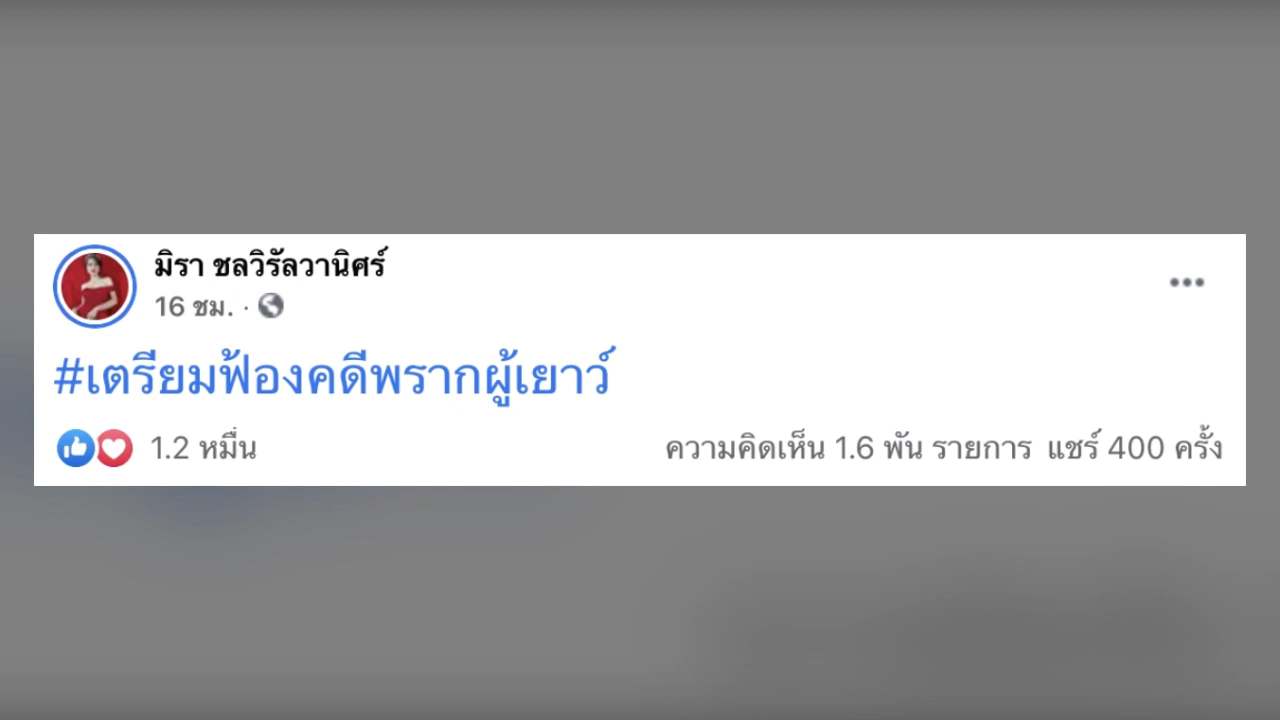 มิรา ชลวิรัลวานิศร์
16 ชม. ·
#เตรียมฟ้องคดีพรากผู้เยาว์
1.2 หมื่น ความคิดเห็น 1.6 พัน รายการ แชร์ 400 ครั้ง